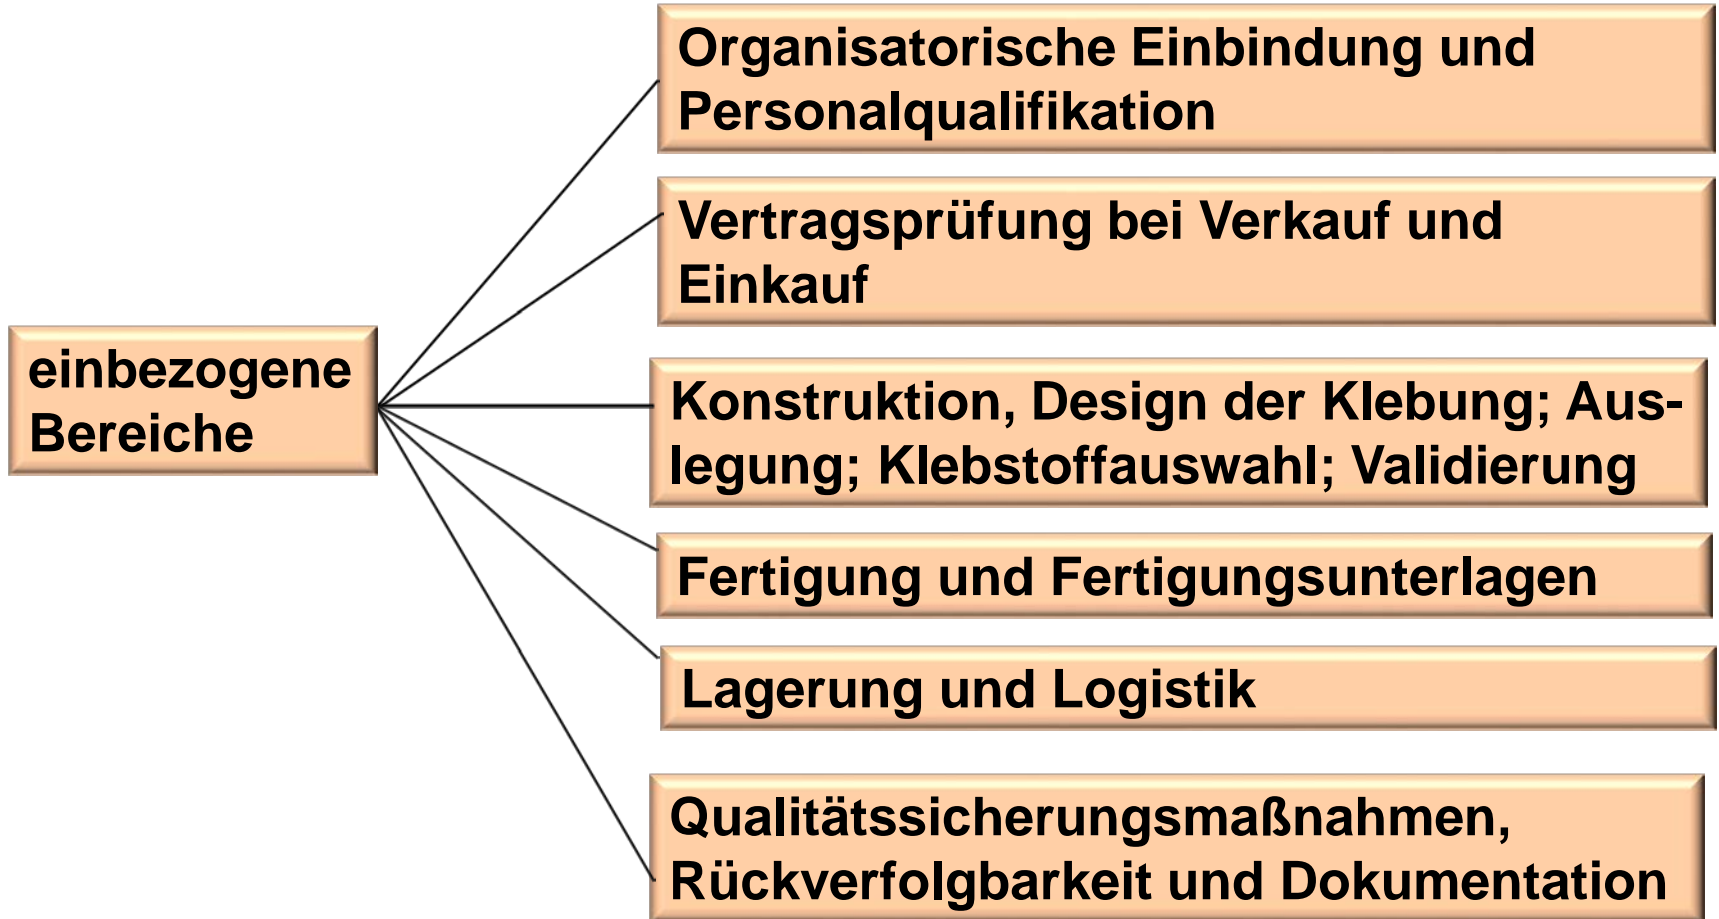 Organisatorische Einbindung und
Personalqualifikation
Vertragsprüfung bei Verkauf und
Einkauf
einbezogene
Bereiche
Konstruktion, Design der Klebung; Aus-
legung; Klebstoffauswahl; Validierung
Fertigung und Fertigungsunterlagen
Lagerung und Logistik
Qualitätssicherungsmaßnahmen,
Rückverfolgbarkeit und Dokumentation